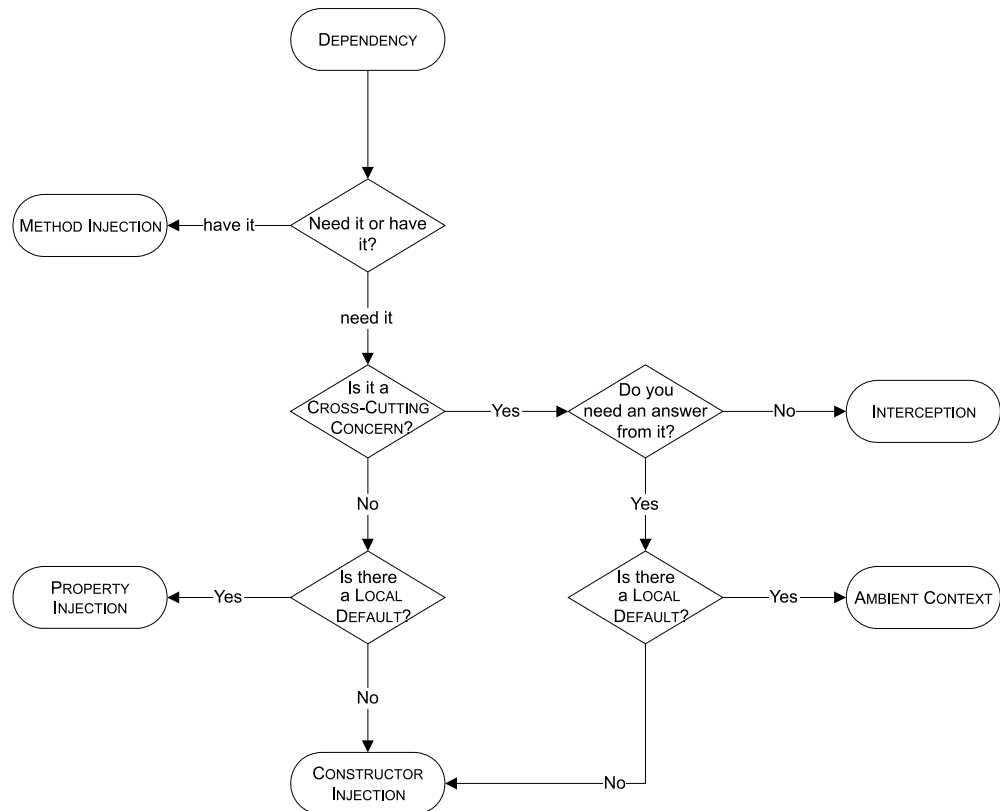 DEPENDENCY
Need it or have
it?
have it
METHOD INJECTION
need it
Is it a
CROSS-CUTTING
CONCERN?
Yes
Do you
need an answer
from it?
No
INTERCEPTION
No
Yes
Is there
a LOCAL
DEFAULT?
Yes
PROPERTY
INJECTION
Is there
a LOCAL
DEFAULT?
Yes
AMBIENT CONTEXT
No
No
CONSTRUCTOR
INJECTION